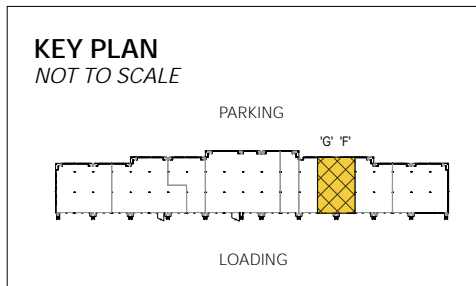 KEY PLAN
NOT TO SCALE
PARKING
'G' 'F'
LOADING